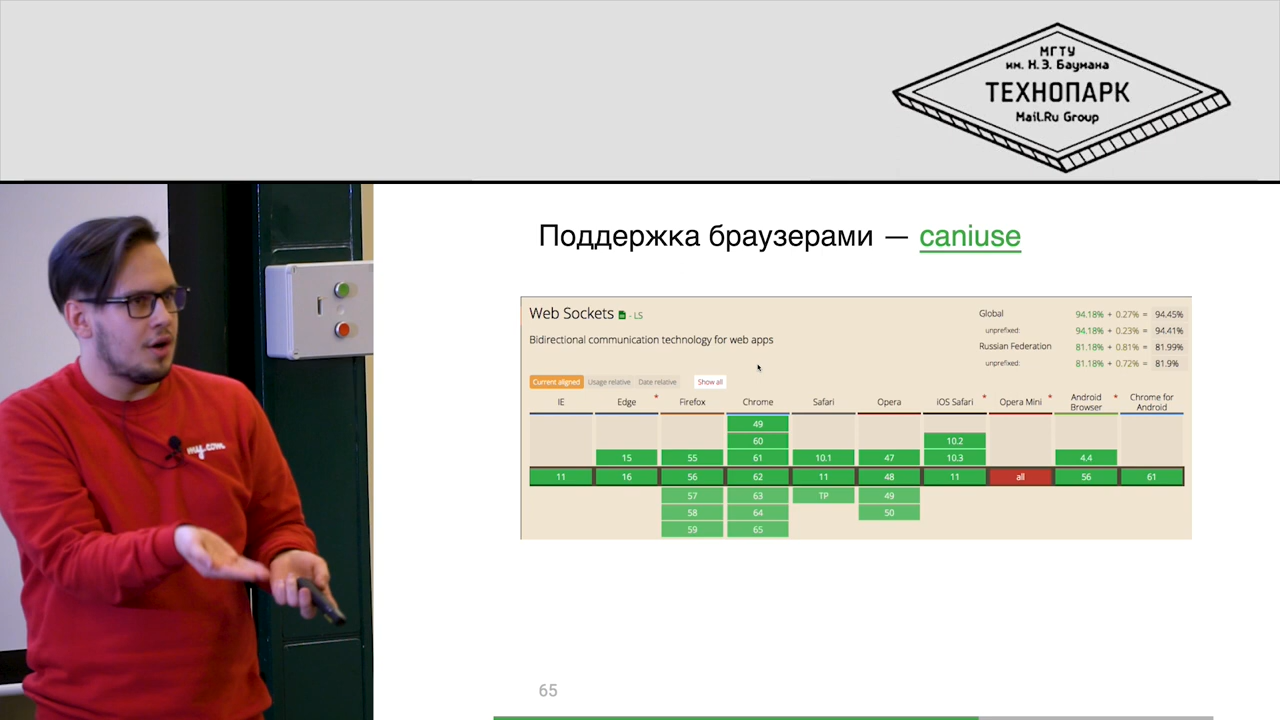 МГТУ
им. Н.Э. Баумана
ТЕХНОПАРК
Mail.Ru Group
my.com
Поддержка браузерами — caniuse
Web Sockets - LS
Bidirectional communication technology for web apps
Global 94.18% + 0.27% = 94.45%
unprefixed: 94.18% + 0.23% = 94.41%
Russian Federation 81.18% + 0.81% = 81.99%
unprefixed: 81.18% + 0.72% = 81.9%
Current aligned Usage relative Date relative Show all
IE Edge * Firefox Chrome Safari Opera iOS Safari * Opera Mini * Android Browser * Chrome for Android
49
60 10.2
15 55 61 10.1 47 10.3 4.4
11 16 56 62 11 48 11 all 56 61
57 63 TP 49
58 64 50
59 65
65